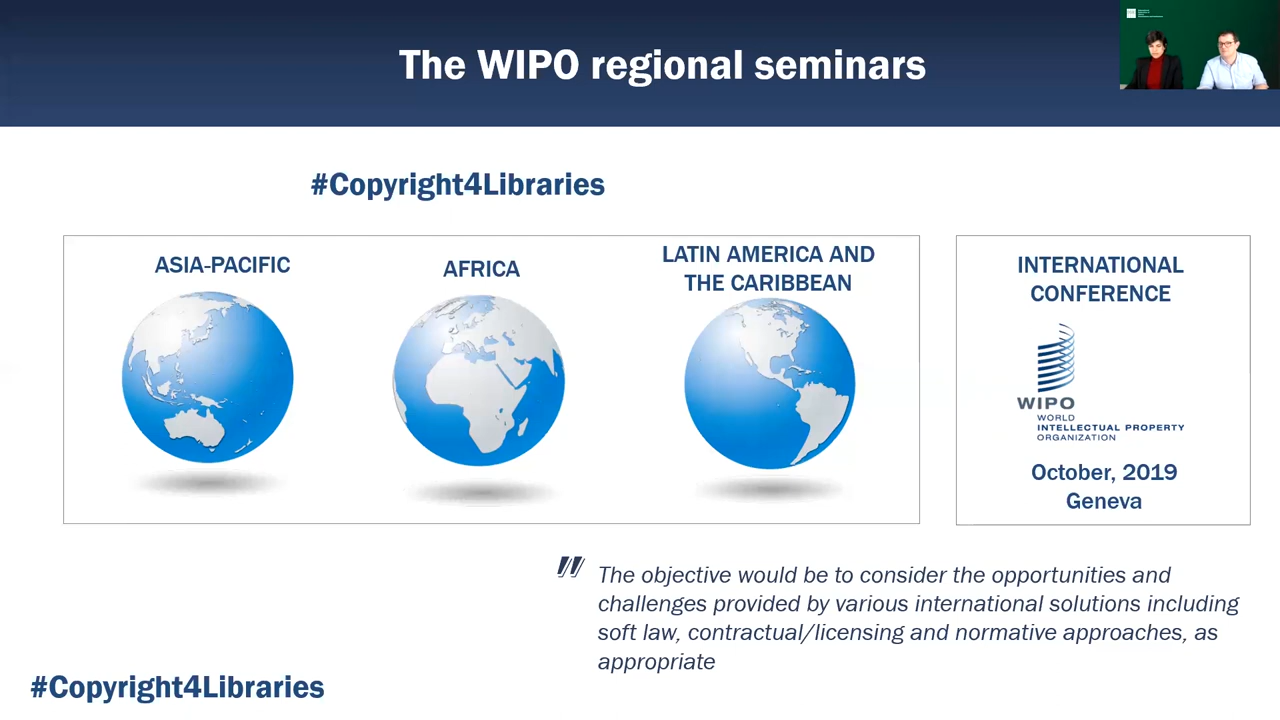 The WIPO regional seminars
#Copyright4Libraries
ASIA-PACIFIC
AFRICA
LATIN AMERICA AND
THE CARIBBEAN
INTERNATIONAL
CONFERENCE
WIPO
WORLD
INTELLECTUAL PROPERTY
ORGANIZATION
October, 2019
Geneva
" The objective would be to consider the opportunities and
challenges provided by various international solutions including
soft law, contractual/licensing and normative approaches, as
appropriate
#Copyright4Libraries